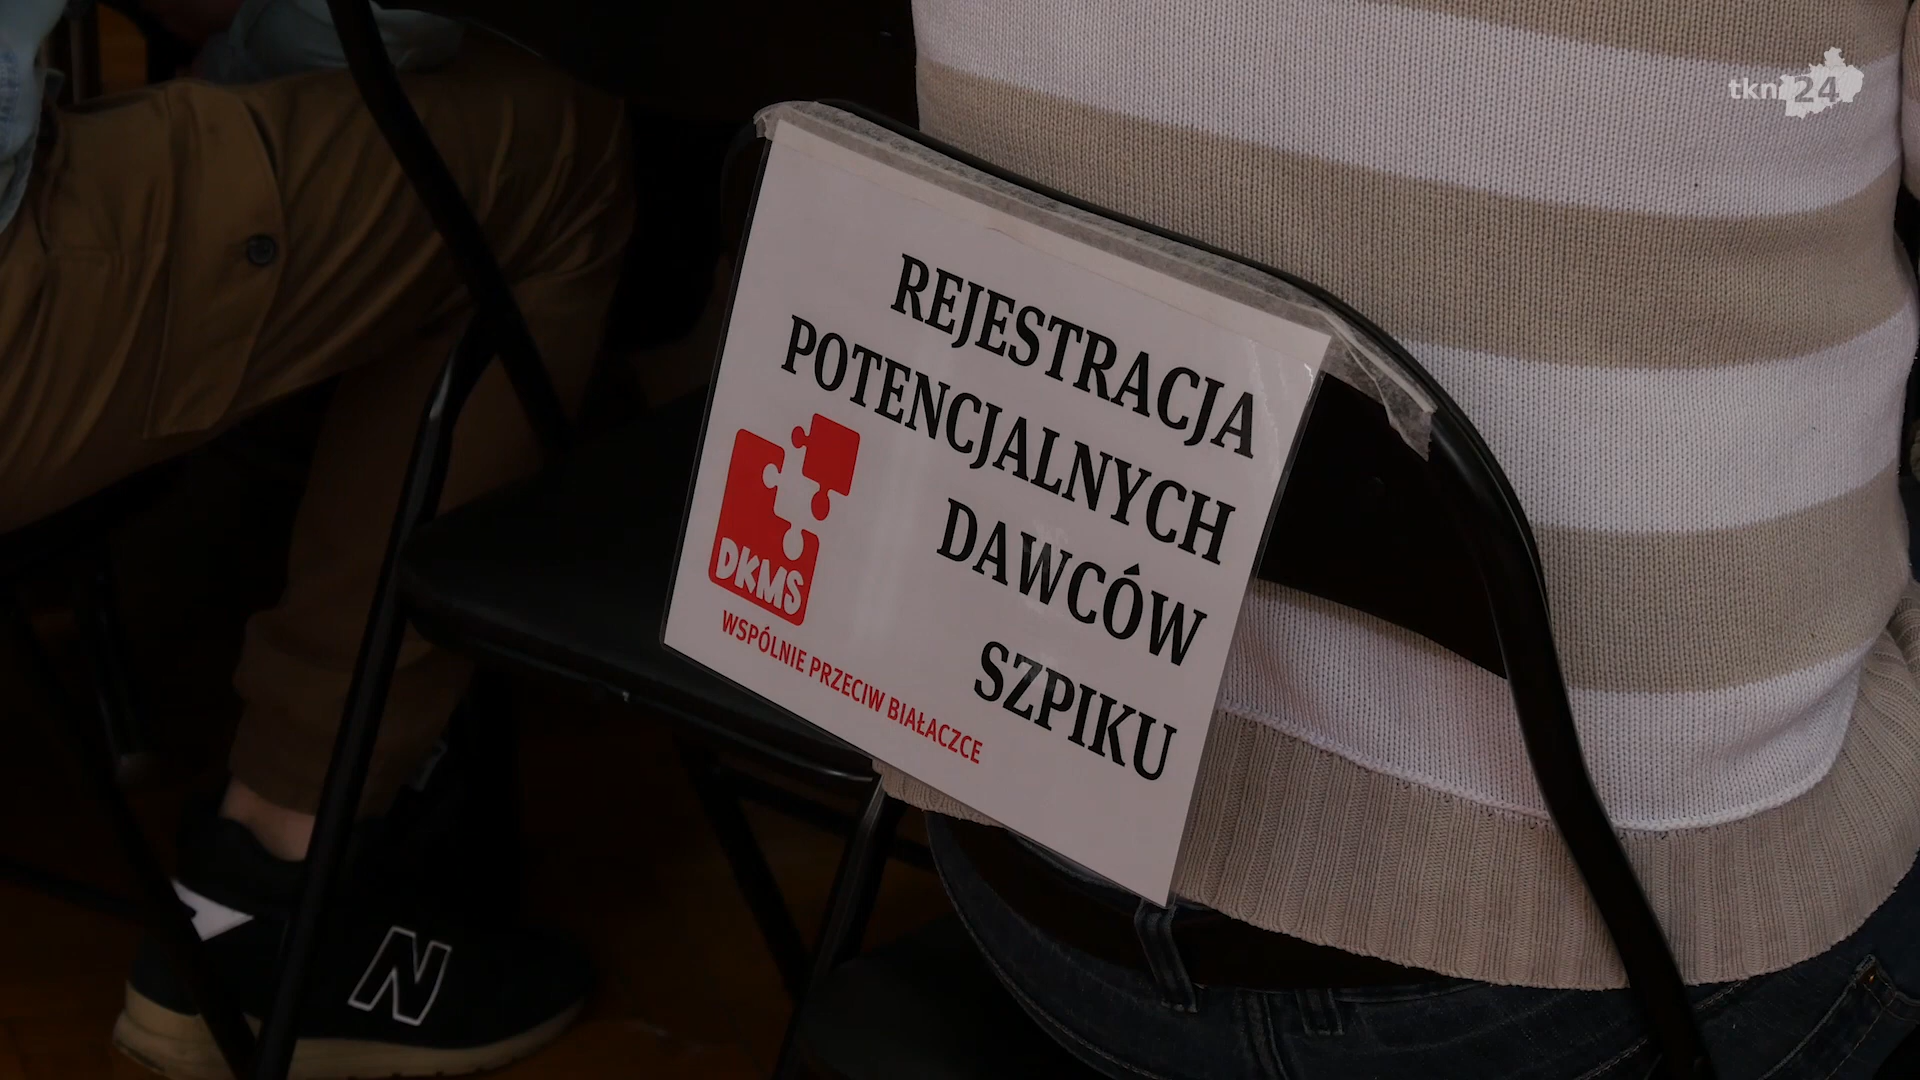 tkn24
REJESTRACJA
POTENCJALNYCH
DAWCÓW
SZPIKU
DKMS
WSPÓLNIE PRZECIW BIAŁACZCE
N